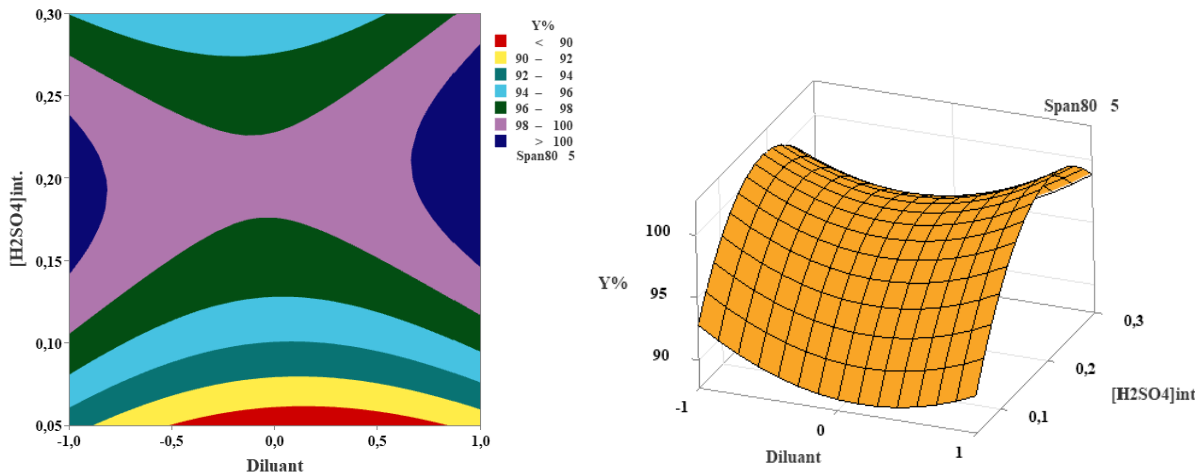 Y%
< 90
90 – 92
92 – 94
94 – 96
96 – 98
98 – 100
> 100
Span80 5
0,30
0,25
0,20
0,15
0,10
0,05
[H2SO4]int.
-1,0
-0,5
0,0
0,5
1,0
Diluant
Span80 5
100
95
90
Y%
-1
0
1
Diluant
0,3
0,2
0,1
[H2SO4]int